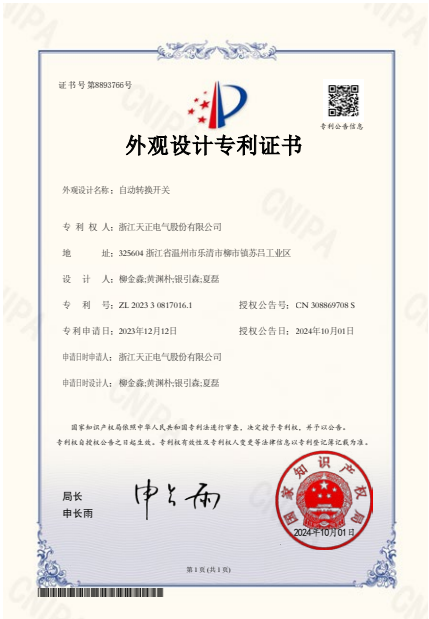 证书号第8893766号
专利公告信息
外观设计专利证书
外观设计名称：自动转换开关
专利权人：浙江天正电气股份有限公司
地址：325604 浙江省温州市乐清市柳市镇苏吕工业区
设计人：柳金淼;黄渊朴;银引森;夏磊
专利号：ZL 2023 3 0817016.1 授权公告号：CN 308869708 S
专利申请日：2023年12月12日 授权公告日：2024年10月01日
申请日时申请人：浙江天正电气股份有限公司
申请日时设计人：柳金淼;黄渊朴;银引森;夏磊
国家知识产权局依照中华人民共和国专利法进行审查，决定授予专利权，并予以公告。
专利权自授权公告之日起生效。专利权有效性及专利权人变更等法律信息以专利登记簿记载为准。
局长
申长雨
申长雨
国家知识产权局
2024年10月01日
第1页(共1页)
CNIPA